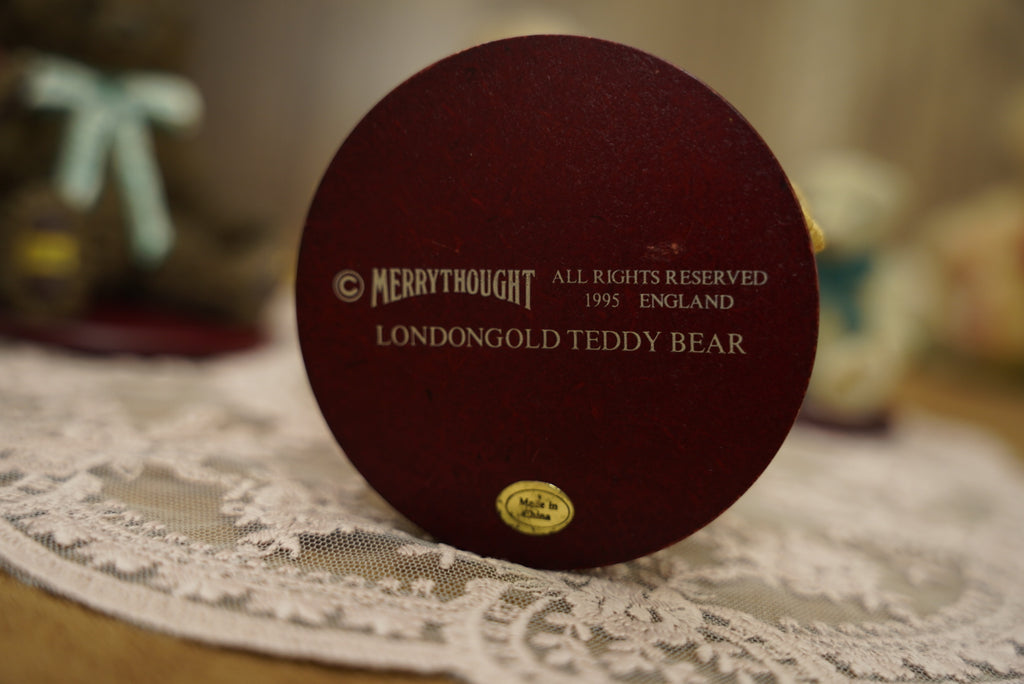 © MERRYTHOUGHT ALL RIGHTS RESERVED
1995 ENGLAND
LONDONGOLD TEDDY BEAR
Made in
China